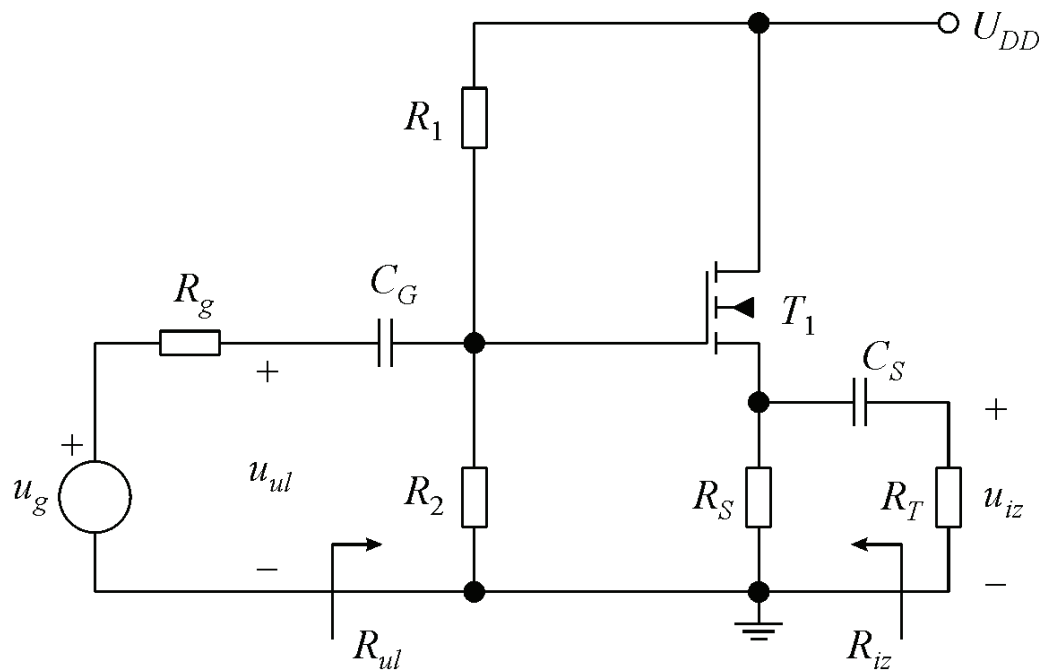 U_DD
R_1
C_G
R_g
T_1
C_S
+
+
+
u_g
u_ul
R_2
R_S
R_T
u_iz
−
−
R_ul
R_iz